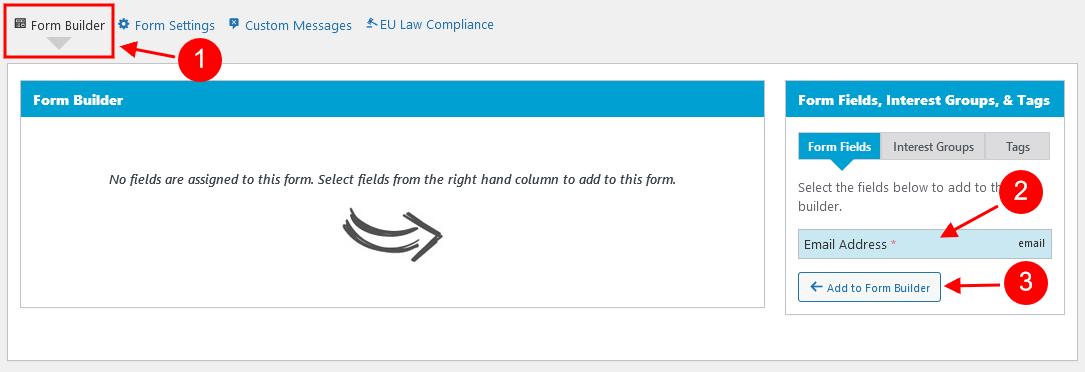 Form Builder
Form Settings
Custom Messages
EU Law Compliance
1
Form Builder
No fields are assigned to this form. Select fields from the right hand column to add to this form.
Form Fields, Interest Groups, & Tags
Form Fields
Interest Groups
Tags
Select the fields below to add to
builder.
2
Email Address *
email
Add to Form Builder
3